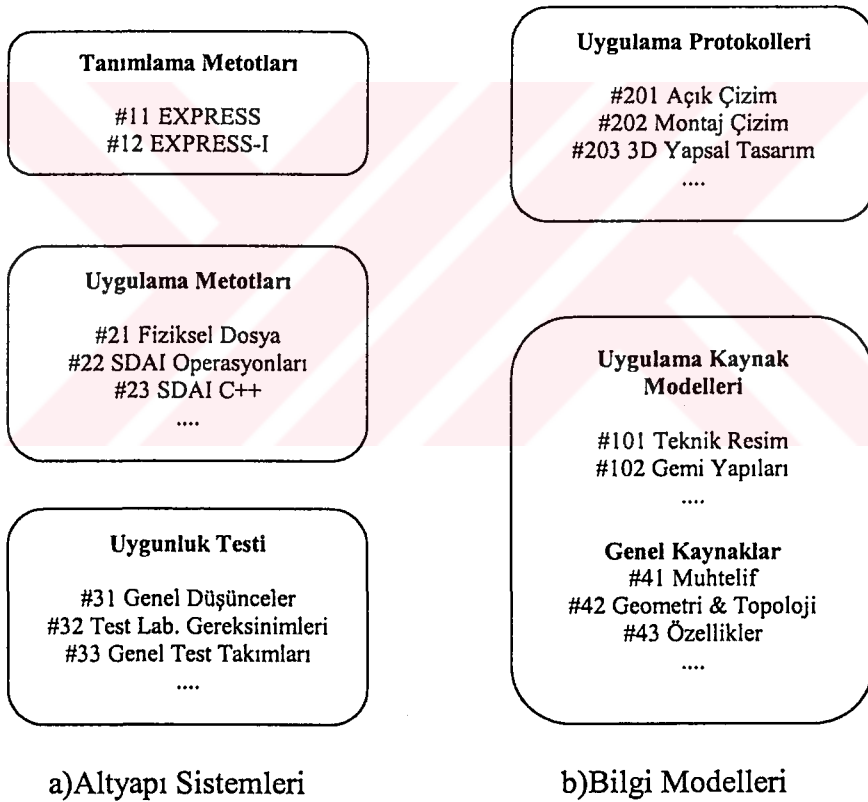 Tanımlama Metotları
#11 EXPRESS
#12 EXPRESS-I
Uygulama Metotları
#21 Fiziksel Dosya
#22 SDAI Operasyonları
#23 SDAI C++
....
Uygunluk Testi
#31 Genel Düşünceler
#32 Test Lab. Gereksinimleri
#33 Genel Test Takımları
....
a)Altyapı Sistemleri
Uygulama Protokolleri
#201 Açık Çizim
#202 Montaj Çizim
#203 3D Yapsal Tasarım
....
Uygulama Kaynak
Modelleri
#101 Teknik Resim
#102 Gemi Yapıları
....
Genel Kaynaklar
#41 Muhtelif
#42 Geometri & Topoloji
#43 Özellikler
....
b)Bilgi Modelleri